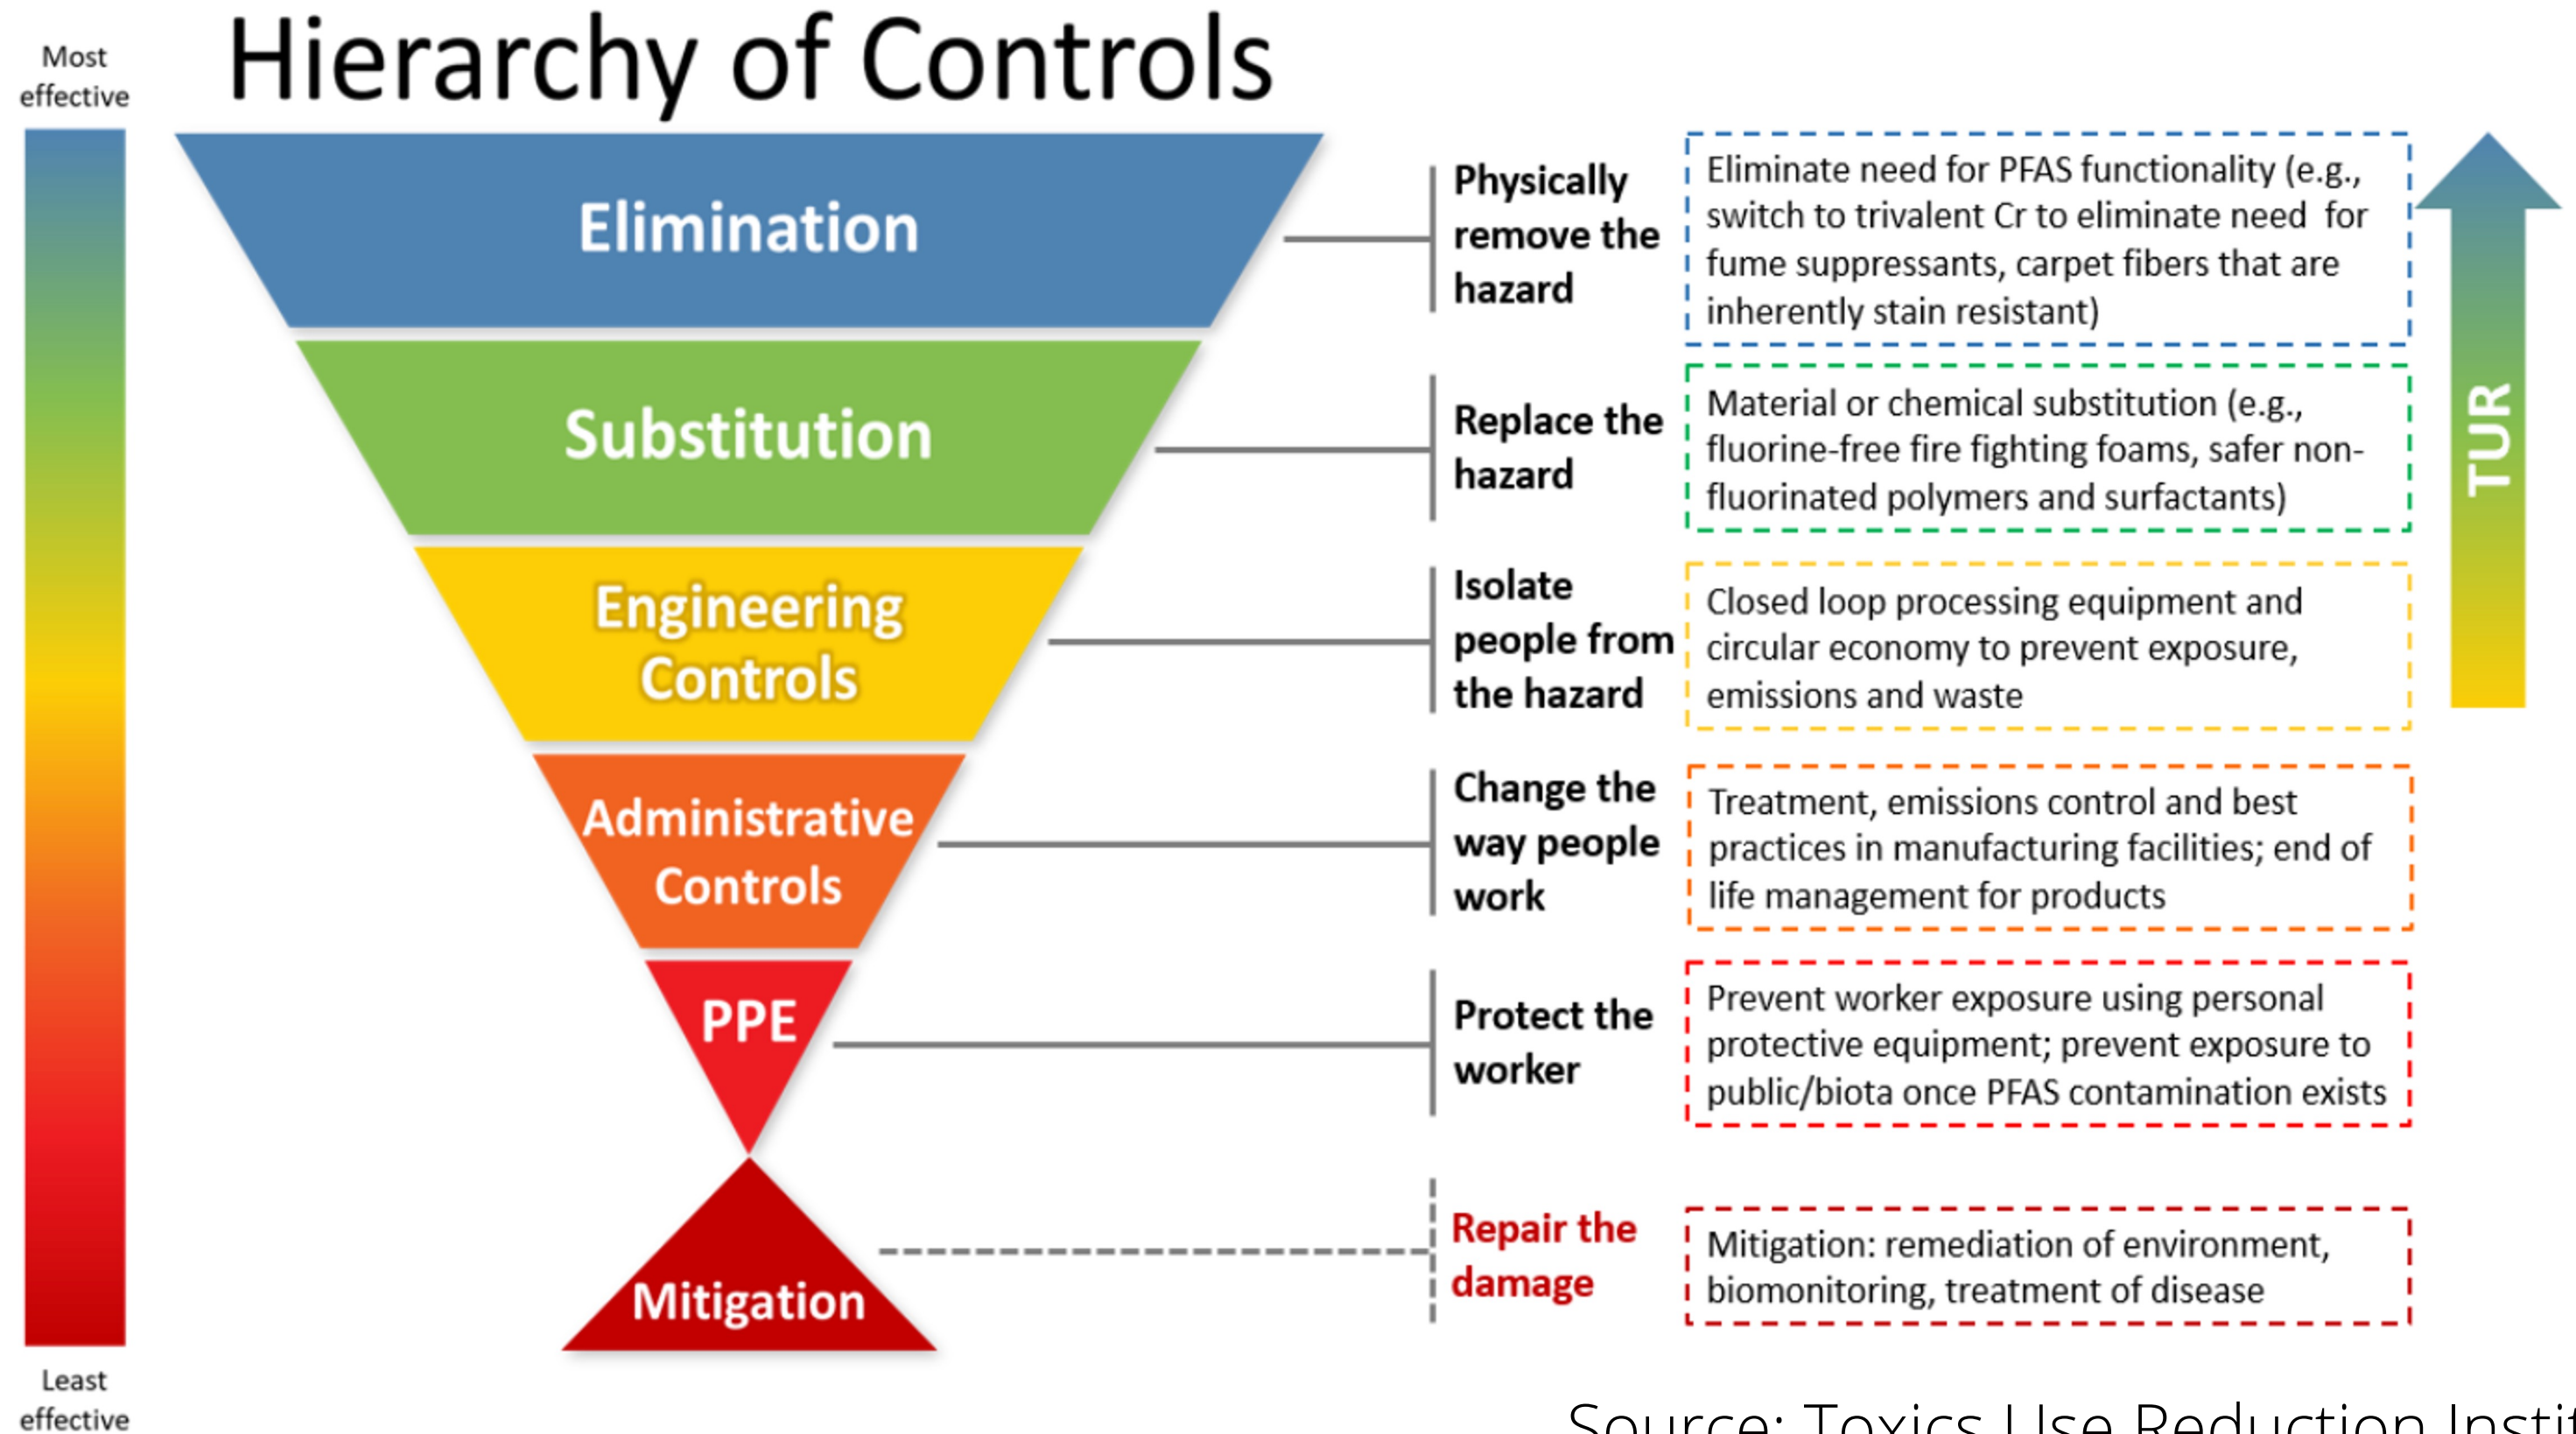 Hierarchy of Controls
Most
effective
Elimination
Physically
remove the
hazard
Eliminate need for PFAS functionality (e.g.,
switch to trivalent Cr to eliminate need for
fume suppressants, carpet fibers that are
inherently stain resistant)
Substitution
Replace the
hazard
Material or chemical substitution (e.g.,
fluorine-free fire fighting foams, safer non-
fluorinated polymers and surfactants)
TUR
Engineering
Controls
Isolate
people from
the hazard
Closed loop processing equipment and
circular economy to prevent exposure,
emissions and waste
Administrative
Controls
Change the
way people
work
Treatment, emissions control and best
practices in manufacturing facilities; end of
life management for products
PPE
Protect the
worker
Prevent worker exposure using personal
protective equipment; prevent exposure to
public/biota once PFAS contamination exists
Mitigation
Repair the
damage
Mitigation: remediation of environment,
biomonitoring, treatment of disease
Least
effective
Source: Toxics Use Reduction